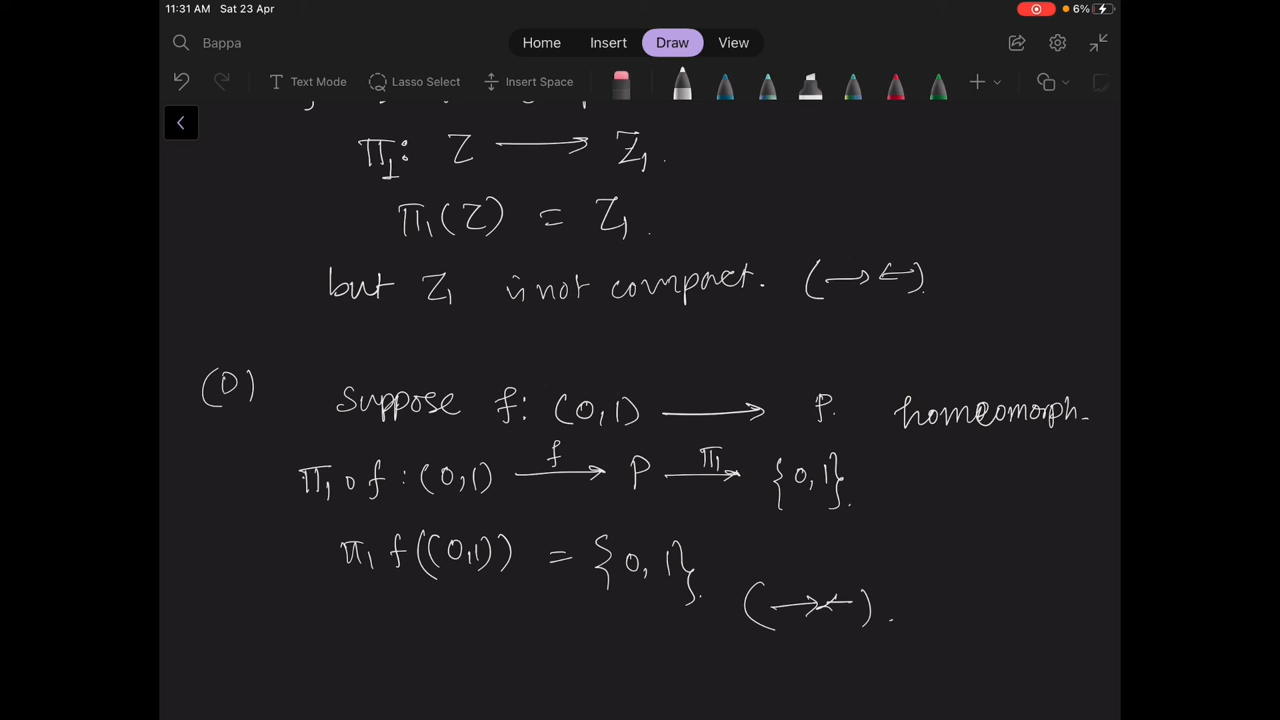 11:31 AM Sat 23 Apr
6%
Bappa
Home Insert Draw View
Text Mode Lasso Select Insert Space
π₁: Z ⟶ Z₁.
π₁(Z) = Z₁.
but Z₁ is not compact. (→←).
(D) Suppose f: (0,1) ⟶ P. homeomorph.
π₁ o f : (0,1) —f→ P —π₁→ {0,1}.
π₁ f((0,1)) = {0,1}.
(→←).